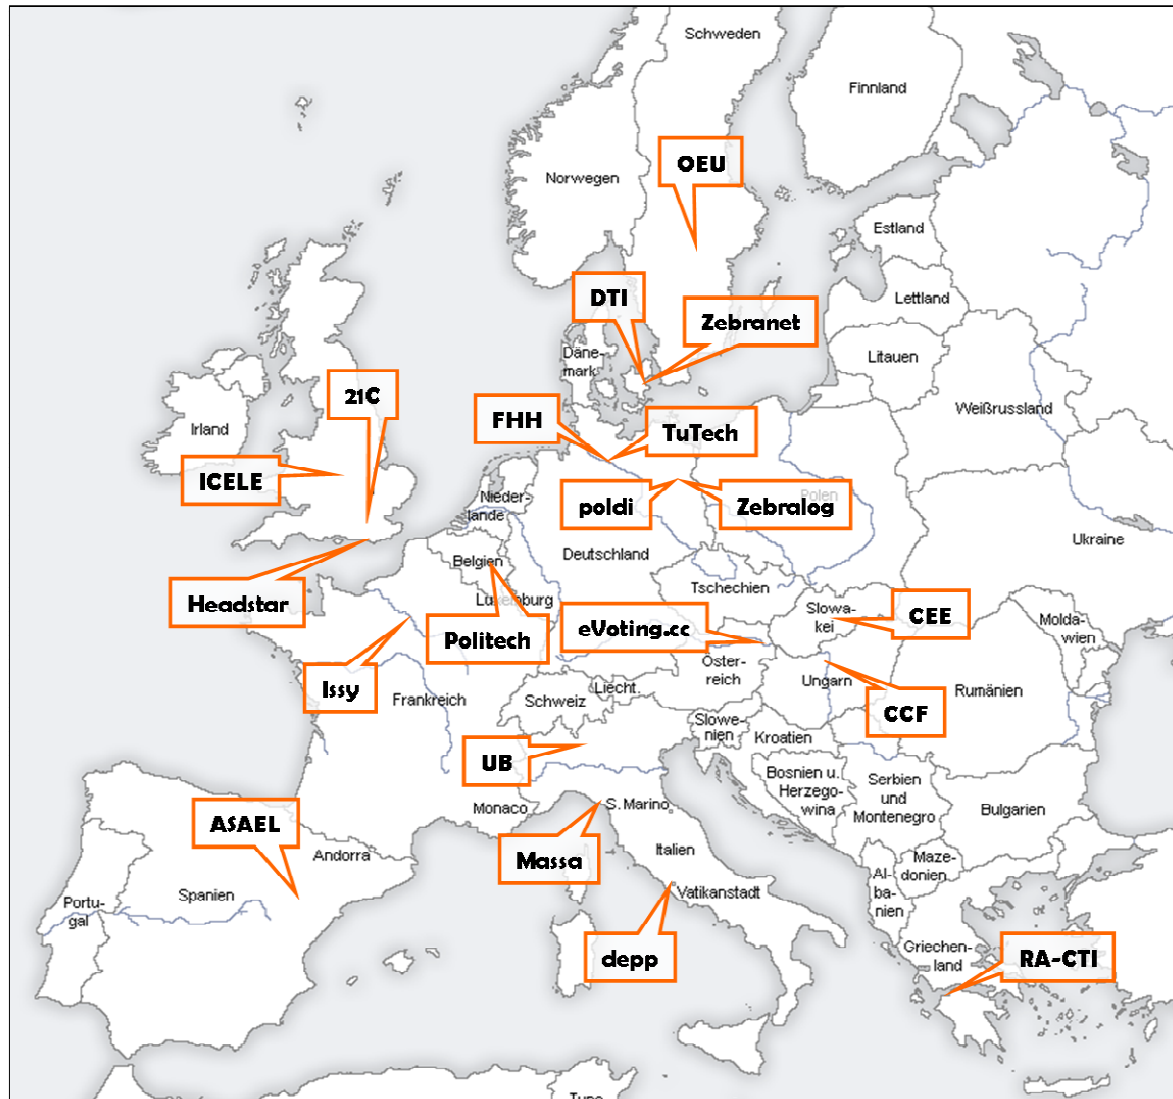 Schweden
Finnland
OEU
Norwegen
Estland
DTI
Lettland
Zebranet
Däne-
mark
Litauen
21C
Weißrussland
Irland
FHH
TuTech
ICELE
Nieder-
lande
poldi
Polen
Zebralog
Ukraine
Deutschland
Belgien
Tschechien
Headstar
Luxemburg
Slowa-
kei
CEE
Molda-
wien
eVoting.cc
Politech
Öster-
reich
Issy
Frankreich
Schweiz
Liecht.
Ungarn
Rumänien
CCF
Slowe-
nien
Kroatien
UB
Bosnien u.
Herzego-
wina
Serbien
und
Montenegro
Monaco
S. Marino
Bulgarien
ASAEL
Andorra
Massa
Italien
Maze-
donien
Spanien
Portu-
gal
Vatikanstadt
Al-
ba-
nien
depp
Griechen-
land
RA-CTI
Tune